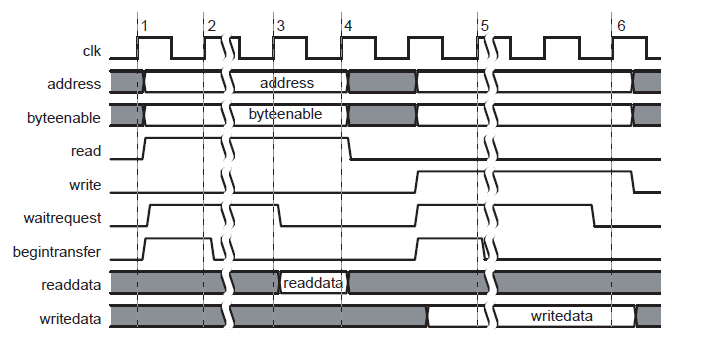 1 2 3 4 5 6
clk
address address
byteenable byteenable
read
write
waitrequest
begintransfer
readdata readdata
writedata writedata